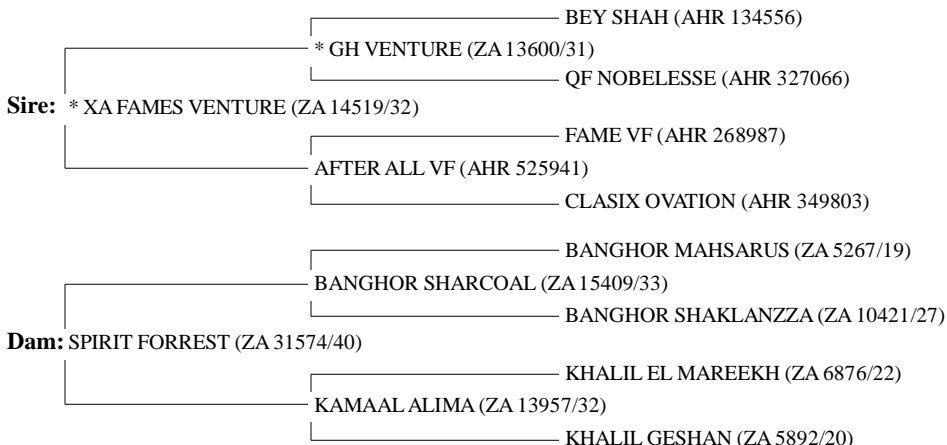 BEY SHAH (AHR 134556)
* GH VENTURE (ZA 13600/31)
QF NOBELESSE (AHR 327066)
Sire: * XA FAMES VENTURE (ZA 14519/32)
FAME VF (AHR 268987)
AFTER ALL VF (AHR 525941)
CLASIX OVATION (AHR 349803)
BANGHOR MAHSARUS (ZA 5267/19)
BANGHOR SHARCOAL (ZA 15409/33)
BANGHOR SHAKLANZZA (ZA 10421/27)
Dam: SPIRIT FORREST (ZA 31574/40)
KHALIL EL MAREEKH (ZA 6876/22)
KAMAAL ALIMA (ZA 13957/32)
KHALIL GESHAN (ZA 5892/20)